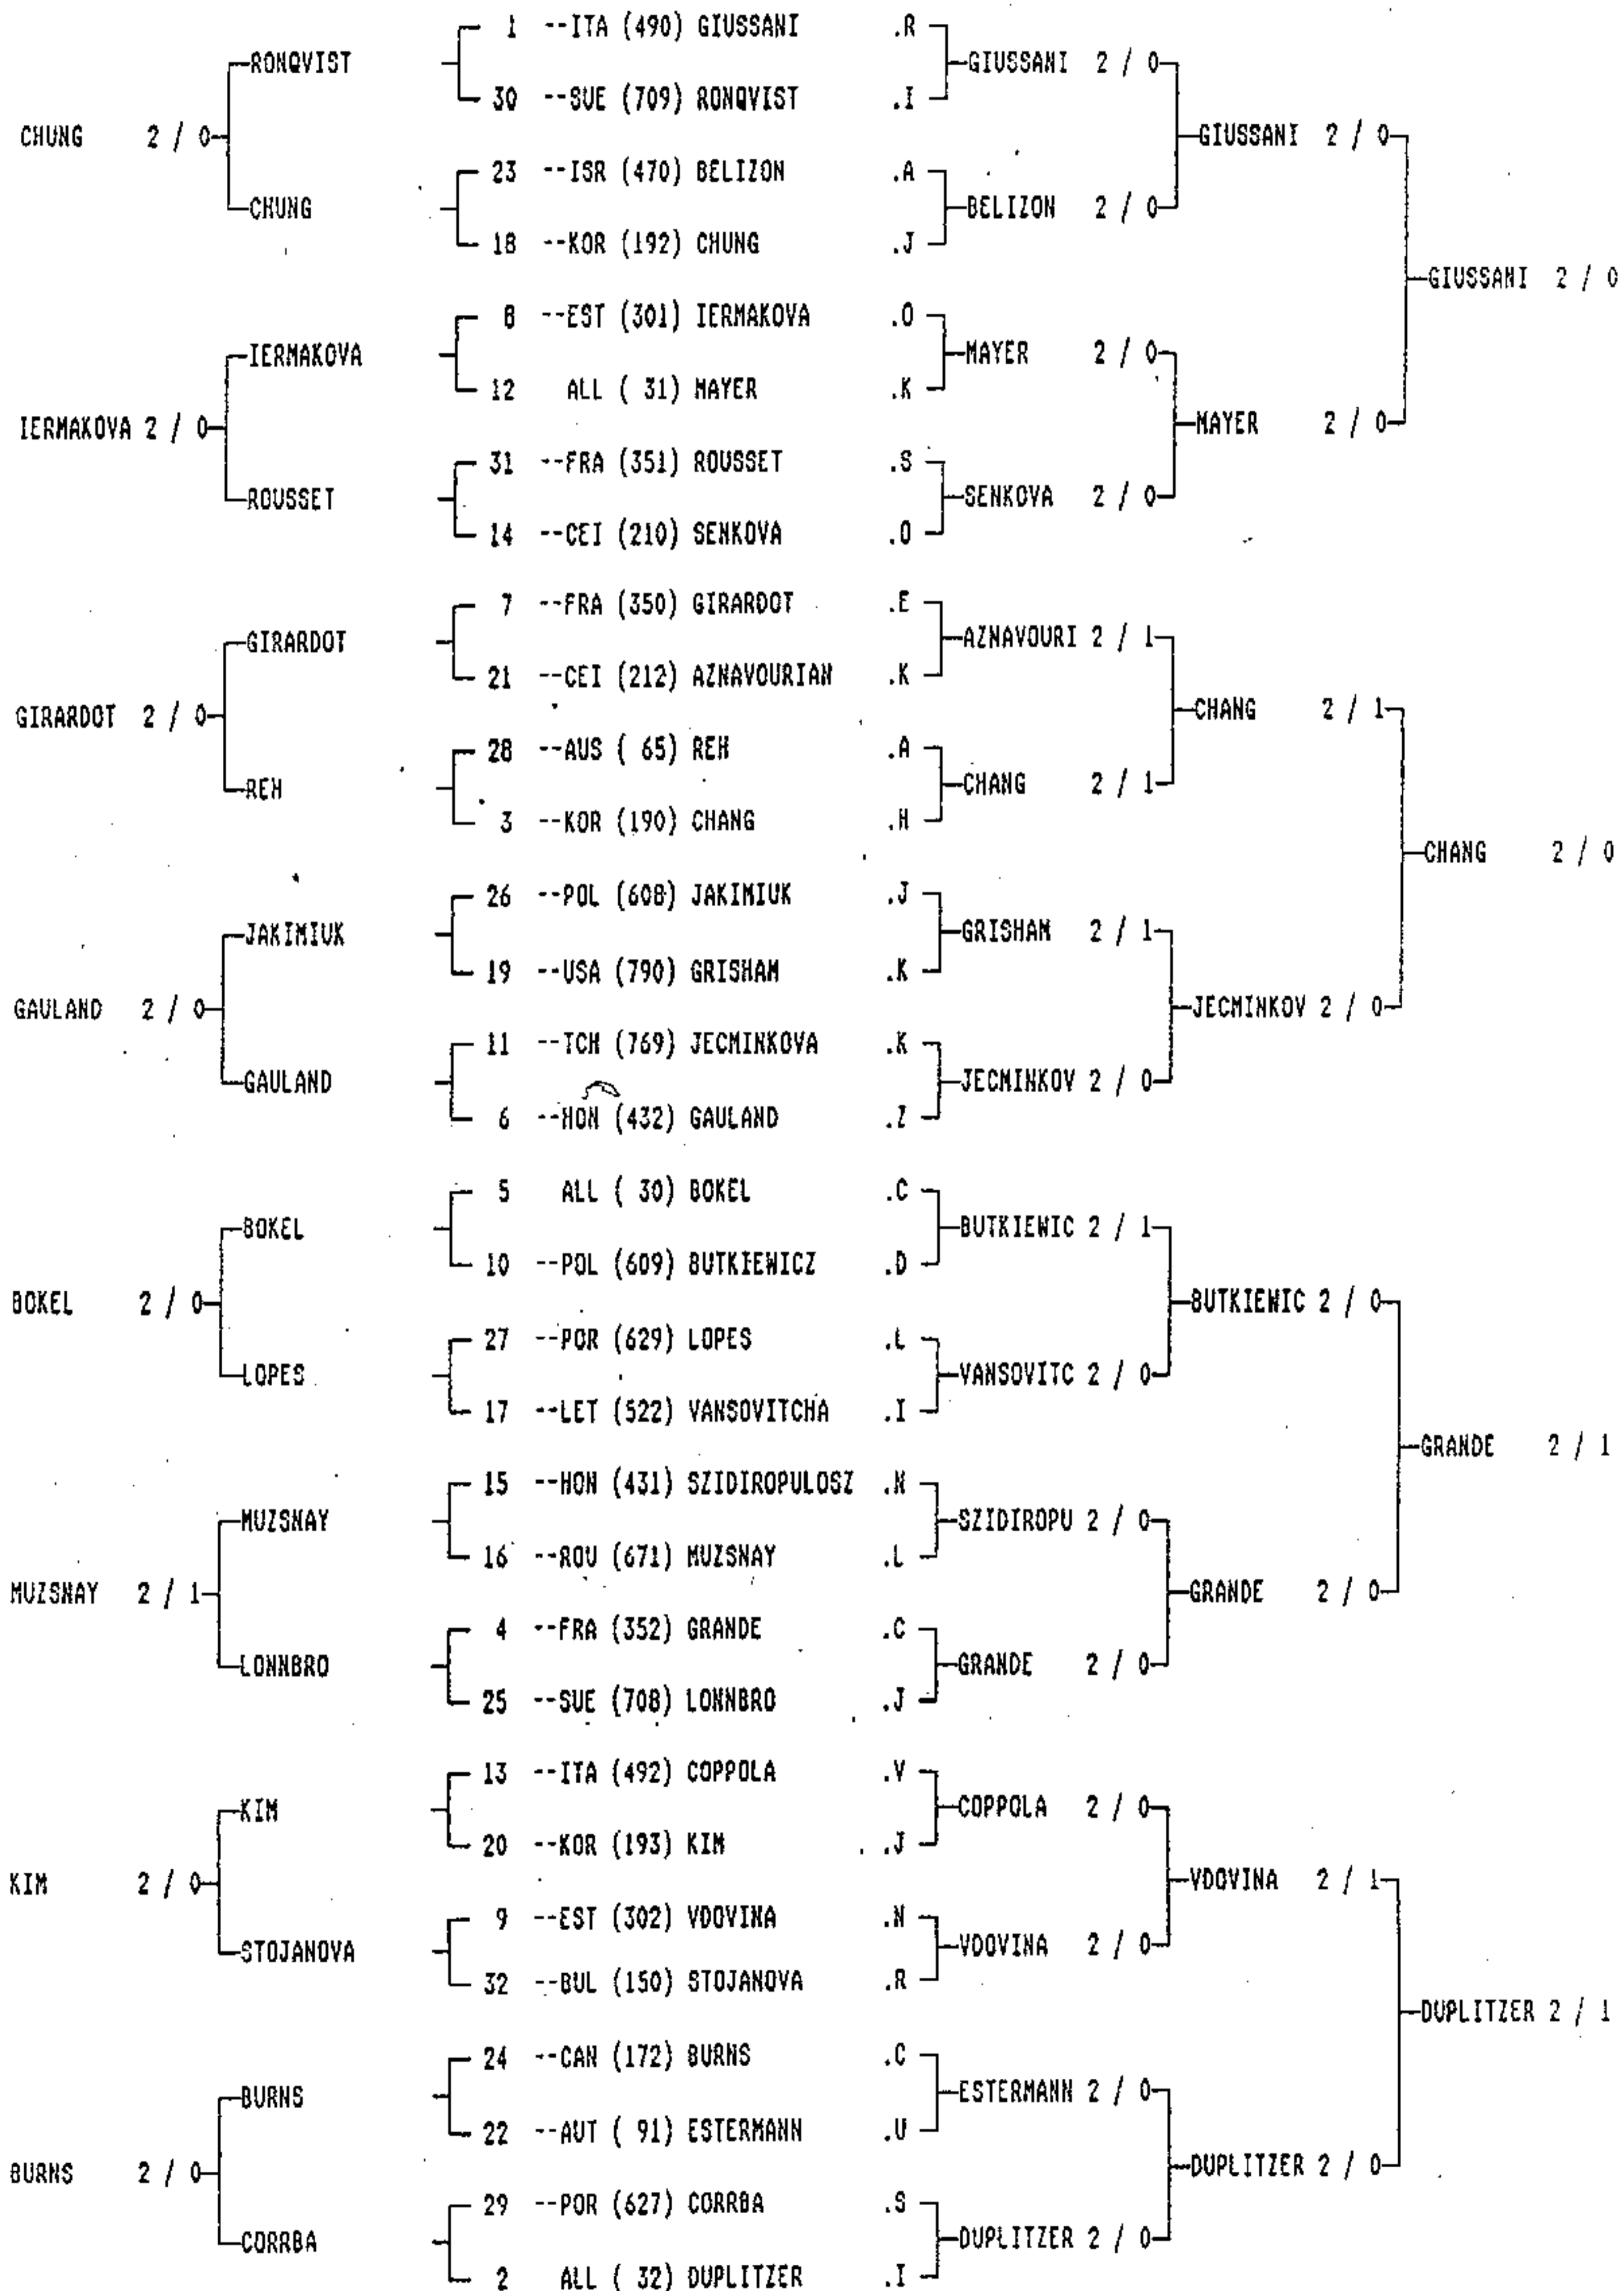 1 --ITA (490) GIUSSANI .R
RONQVIST GIUSSANI 2 / 0
30 --SUE (709) RONQVIST .I
CHUNG 2 / 0 GIUSSANI 2 / 0
23 --ISR (470) BELIZON .A
CHUNG BELIZON 2 / 0
18 --KOR (192) CHUNG .J
GIUSSANI 2 / 0
8 --EST (301) IERMAKOVA .O
IERMAKOVA MAYER 2 / 0
12 ALL ( 31) MAYER .K
IERMAKOVA 2 / 0 MAYER 2 / 0
31 --FRA (351) ROUSSET .S
ROUSSET SENKOVA 2 / 0
14 --CEI (210) SENKOVA .O
7 --FRA (350) GIRARDOT .E
GIRARDOT AZNAVOURI 2 / 1
21 --CEI (212) AZNAVOURIAN .K
GIRARDOT 2 / 0 CHANG 2 / 1
28 --AUS ( 65) REH .A
REH CHANG 2 / 1
3 --KOR (190) CHANG .H
CHANG 2 / 0
26 --POL (608) JAKIMIUK .J
JAKIMIUK GRISHAM 2 / 1
19 --USA (790) GRISHAM .K
GAULAND 2 / 0 JECMINKOV 2 / 0
11 --TCH (769) JECMINKOVA .K
GAULAND JECMINKOV 2 / 0
6 --HON (432) GAULAND .Z
5 ALL ( 30) BOKEL .C
BOKEL BUTKIEWIC 2 / 1
10 --POL (609) BUTKIEWICZ .D
BOKEL 2 / 0 BUTKIEWIC 2 / 0
27 --POR (629) LOPES .L
LOPES VANSOVITC 2 / 0
17 --LET (522) VANSOVITCHA .I
GRANDE 2 / 1
15 --HON (431) SZIDIROPULOSZ .N
MUZSNAY SZIDIROPU 2 / 0
16 --ROU (671) MUZSNAY .L
MUZSNAY 2 / 1 GRANDE 2 / 0
4 --FRA (352) GRANDE .C
LONNBRO GRANDE 2 / 0
25 --SUE (708) LONNBRO .J
13 --ITA (492) COPPOLA .V
KIM COPPOLA 2 / 0
20 --KOR (193) KIM .J
KIM 2 / 0 VDOVINA 2 / 1
9 --EST (302) VDOVINA .N
STOJANOVA VDOVINA 2 / 0
32 --BUL (150) STOJANOVA .R
DUPLITZER 2 / 1
24 --CAN (172) BURNS .C
BURNS ESTERMANN 2 / 0
22 --AUT ( 91) ESTERMANN .U
BURNS 2 / 0 DUPLITZER 2 / 0
29 --POR (627) CORRBA .S
CORRBA DUPLITZER 2 / 0
2 ALL ( 32) DUPLITZER .I